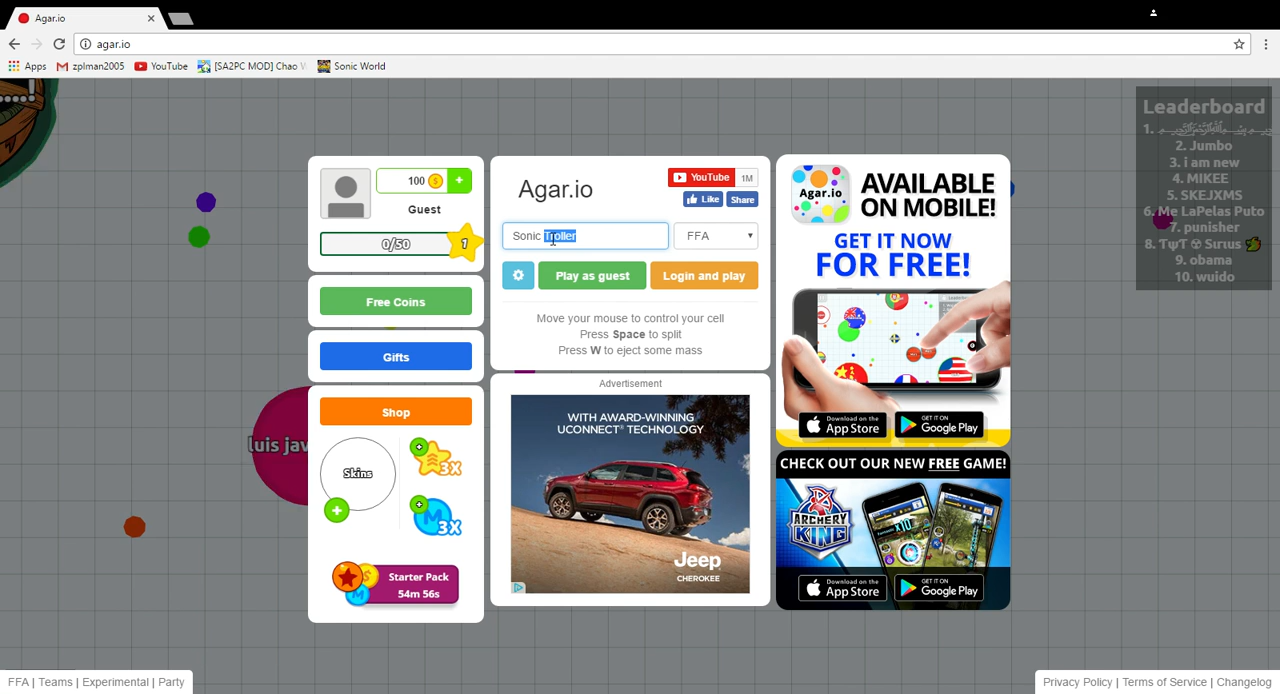 Agar.io
agar.io
Apps zplman2005 YouTube [SA2PC MOD] Chao Sonic World
Leaderboard
1.
2. Jumbo
3. i am new
4. MIKEE
5. SKEJXMS
6. Me LaPelas Puto
7. punisher
8. ƬψƬ ☢ Sιrιus
9. obama
10. wuido
100
Guest
0/50
1
Free Coins
Gifts
Shop
Skins
3X
3X
Starter Pack
54m 56s
luis jav
Agar.io
YouTube 1M
Like Share
Sonic Troller
FFA
Play as guest
Login and play
Move your mouse to control your cell
Press Space to split
Press W to eject some mass
Advertisement
WITH AWARD-WINNING
UCONNECT® TECHNOLOGY
Jeep
CHEROKEE
Agar.io
AVAILABLE
ON MOBILE!
GET IT NOW
FOR FREE!
Download on the
App Store
GET IT ON
Google Play
CHECK OUT OUR NEW FREE GAME!
ARCHERY
KING
X10
Download on the
App Store
GET IT ON
Google Play
FFA | Teams | Experimental | Party
Privacy Policy | Terms of Service | Changelog